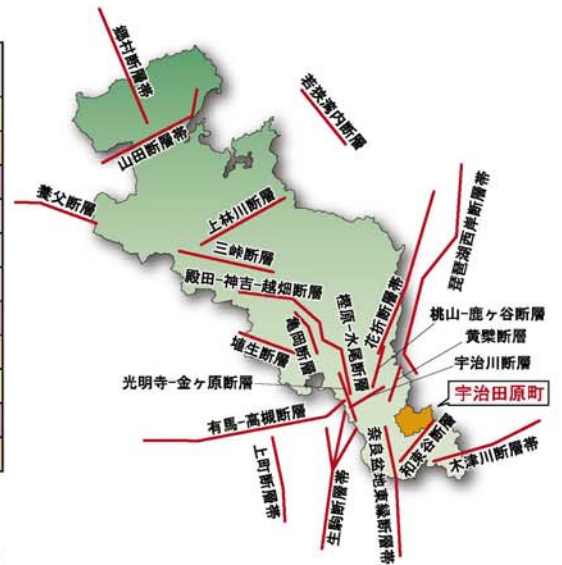 郷村断層帯
若狭湾内断層
山田断層帯
養父断層
上林川断層
琵琶湖西岸断層帯
三峠断層
殿田-神吉-越畑断層
樫原-水尾断層
花折断層帯
亀岡断層
埴生断層
桃山-鹿ヶ谷断層
黄檗断層
宇治川断層
光明寺-金ヶ原断層
宇治田原町
有馬-高槻断層
和束谷断層
木津川断層帯
上町断層帯
生駒断層帯
奈良盆地東縁断層帯